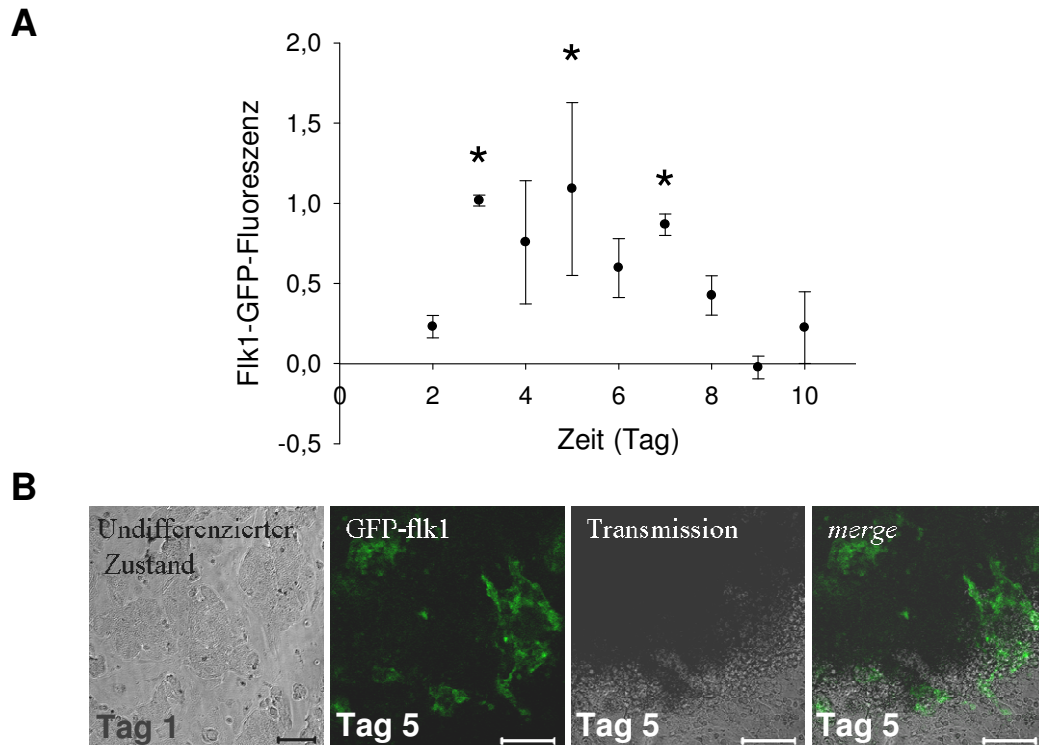 A
Flk1-GFP-Fluoreszenz
2,0
1,5
1,0
0,5
0,0
-0,5
* * *
0 2 4 6 8 10
Zeit (Tag)
B
Undifferenzierter
Zustand
Tag 1
GFP-flk1
Tag 5
Transmission
Tag 5
merge
Tag 5